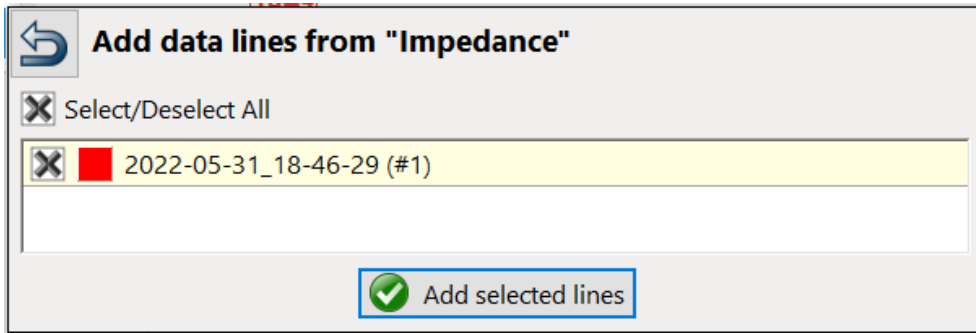 Add data lines from "Impedance"
Select/Deselect All
2022-05-31_18-46-29 (#1)
Add selected lines